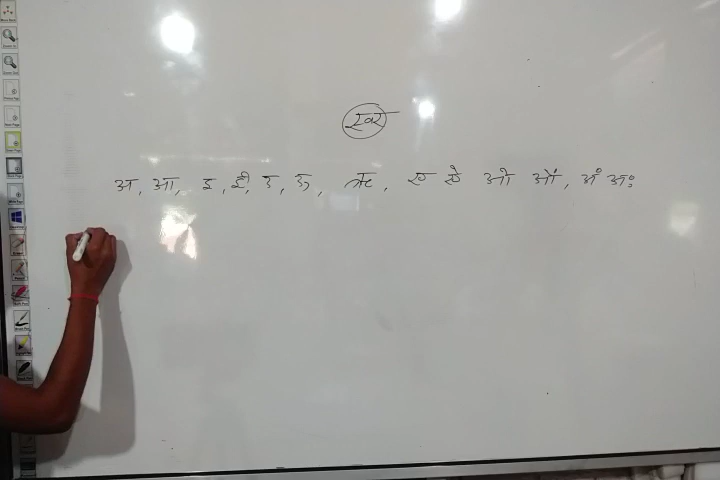 स्वर
अ, आ, इ, ई, उ, ऊ, ऋ, ए ऐ ओ औ, अं अः